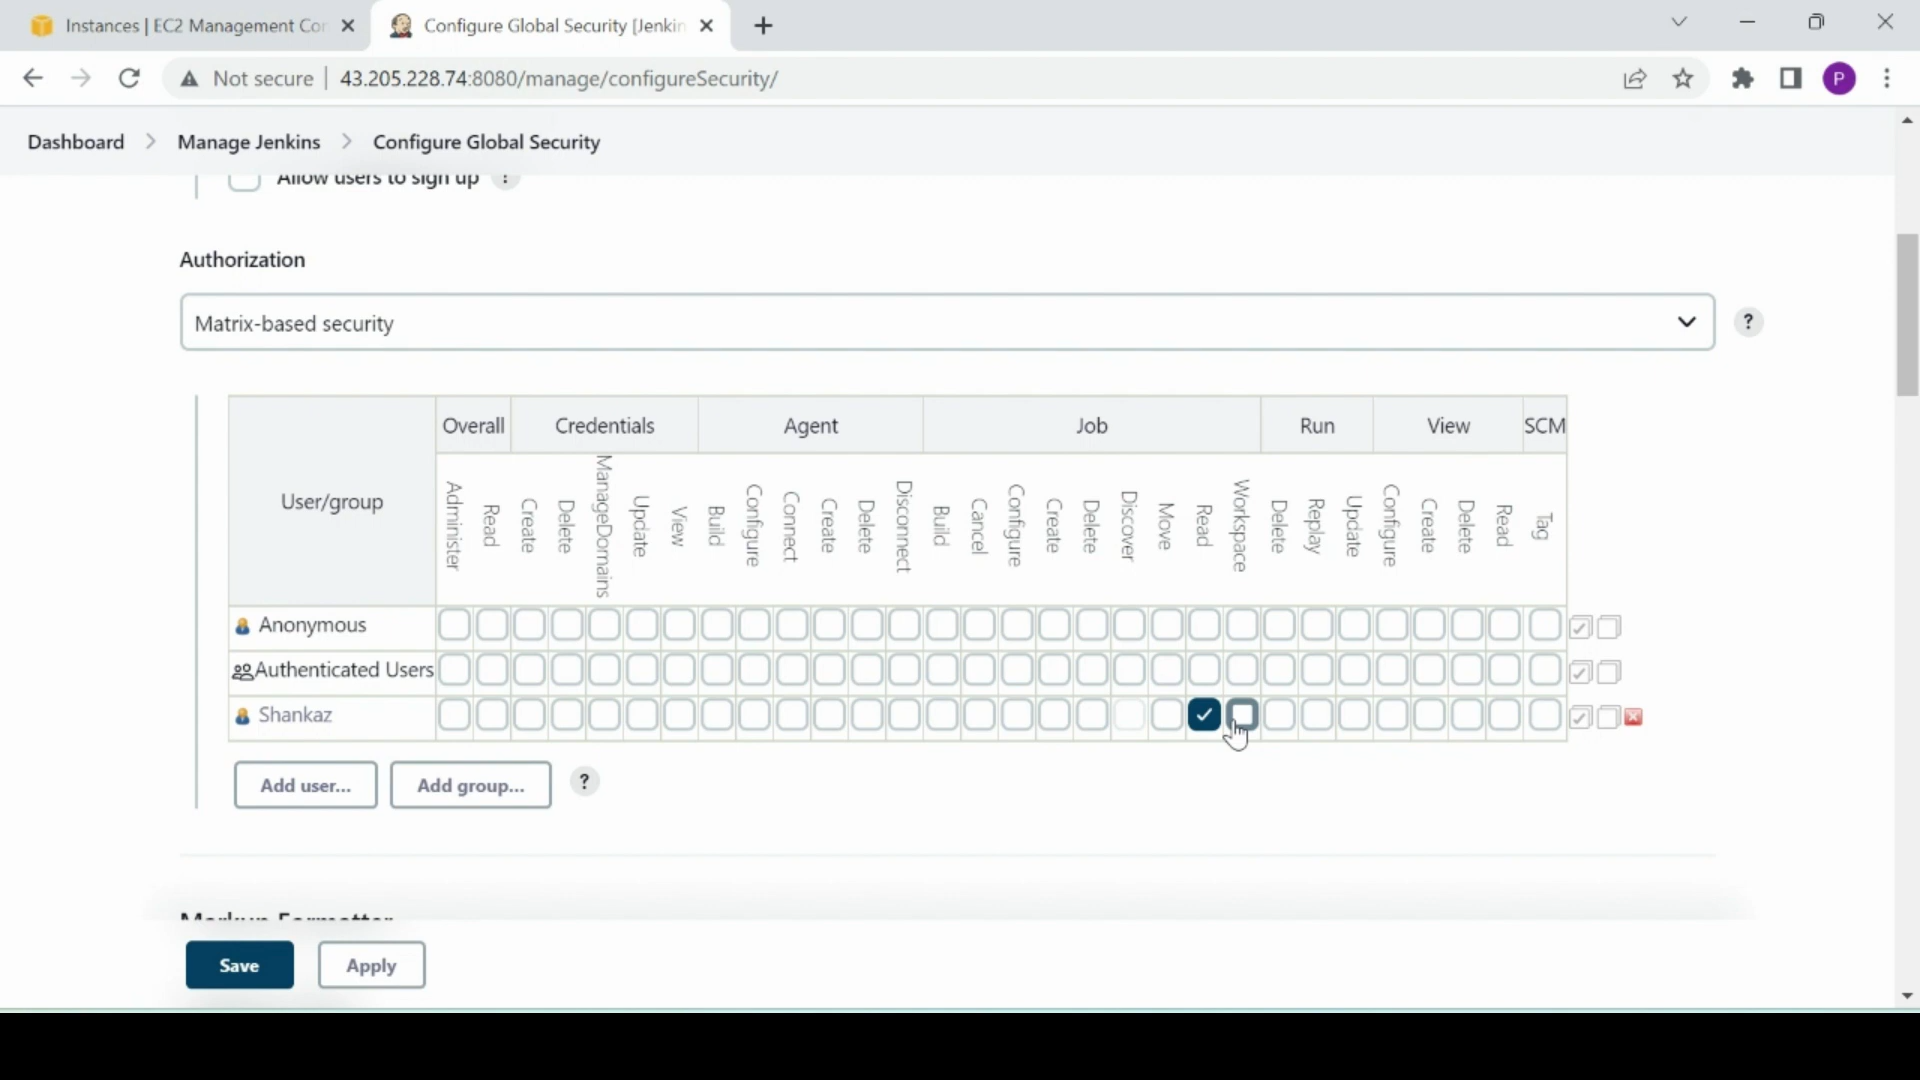 Instances | EC2 Management Cor
Configure Global Security [Jenkin
Not secure
43.205.228.74:8080/manage/configureSecurity/
P
Dashboard
Manage Jenkins
Configure Global Security
Allow users to sign up
?
Authorization
Matrix-based security
?
User/group
Overall Credentials Agent Job Run View SCM
Administer Read Create Delete ManageDomains Update View Build Configure Connect Create Delete Disconnect Build Cancel Configure Create Delete Discover Move Read Workspace Delete Replay Update Configure Create Delete Read Tag
Anonymous
Authenticated Users
Shankaz
Add user... Add group... ?
Markup Formatter
Save Apply